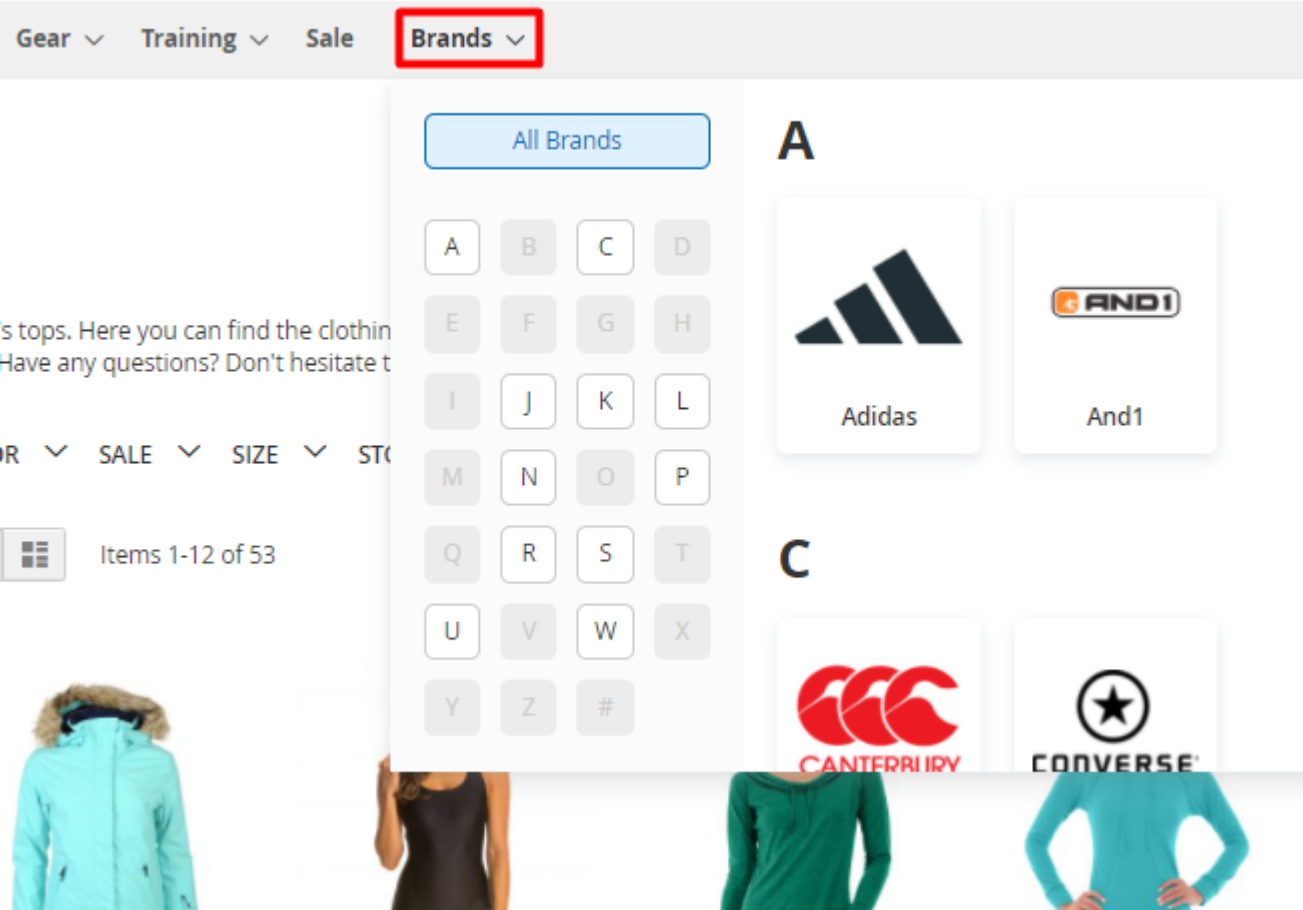 Gear Training Sale Brands
All Brands
A B C D
E F G H
I J K L
M N O P
Q R S T
U V W X
Y Z #
A
AND1
Adidas And1
C
CANTERBURY
CONVERSE
's tops. Here you can find the clothin
Have any questions? Don't hesitate t
OR SALE SIZE STO
Items 1-12 of 53